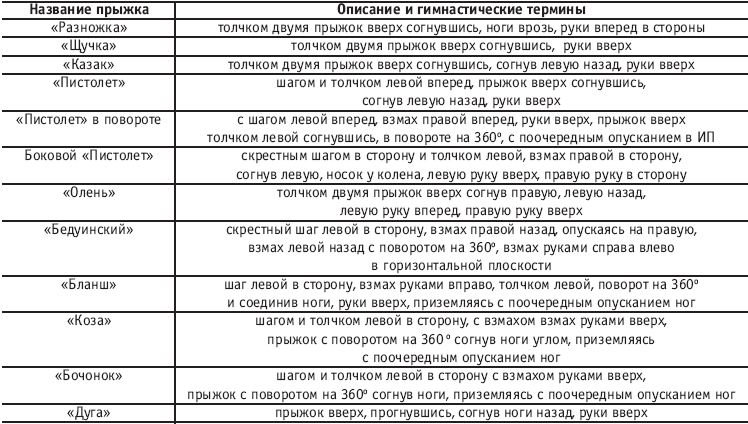 Название прыжка Описание и гимнастические термины
«Разножка» толчком двумя прыжок вверх согнувшись, ноги врозь, руки вперед в стороны
«Щучка» толчком двумя прыжок вверх согнувшись, руки вверх
«Казак» толчком двумя прыжок вверх согнувшись, согнув левую назад, руки вверх
«Пистолет» шагом и толчком левой вперед, прыжок вверх согнувшись,
согнув левую назад, руки вверх
«Пистолет» в повороте с шагом левой вперед, взмах правой вперед, руки вверх, прыжок вверх
толчком левой согнувшись, в повороте на 360º, с поочередным опусканием в ИП
Боковой «Пистолет» скрестным шагом в сторону и толчком левой, взмах правой в сторону,
согнув левую, носок у колена, левую руку вверх, правую руку в сторону
«Олень» толчком двумя прыжок вверх согнув правую, левую назад,
левую руку вперед, правую руку вверх
«Бедуинский» скрестный шаг левой в сторону, взмах правой назад, опускаясь на правую,
взмах левой назад с поворотом на 360º, взмах руками справа влево
в горизонтальной плоскости
«Бланш» шаг левой в сторону, взмах руками вправо, толчком левой, поворот на 360º
и соединив ноги, руки вверх, приземляясь с поочередным опусканием ног
«Коза» шагом и толчком левой в сторону, с взмахом взмах руками вверх,
прыжок с поворотом на 360 º согнув ноги углом, приземляясь
с поочередным опусканием ног
«Бочонок» шагом и толчком левой в сторону с взмахом руками вверх,
прыжок с поворотом на 360º согнув ноги, приземляясь с поочередным опусканием ног
«Дуга» прыжок вверх, прогнувшись, согнув ноги назад, руки вверх